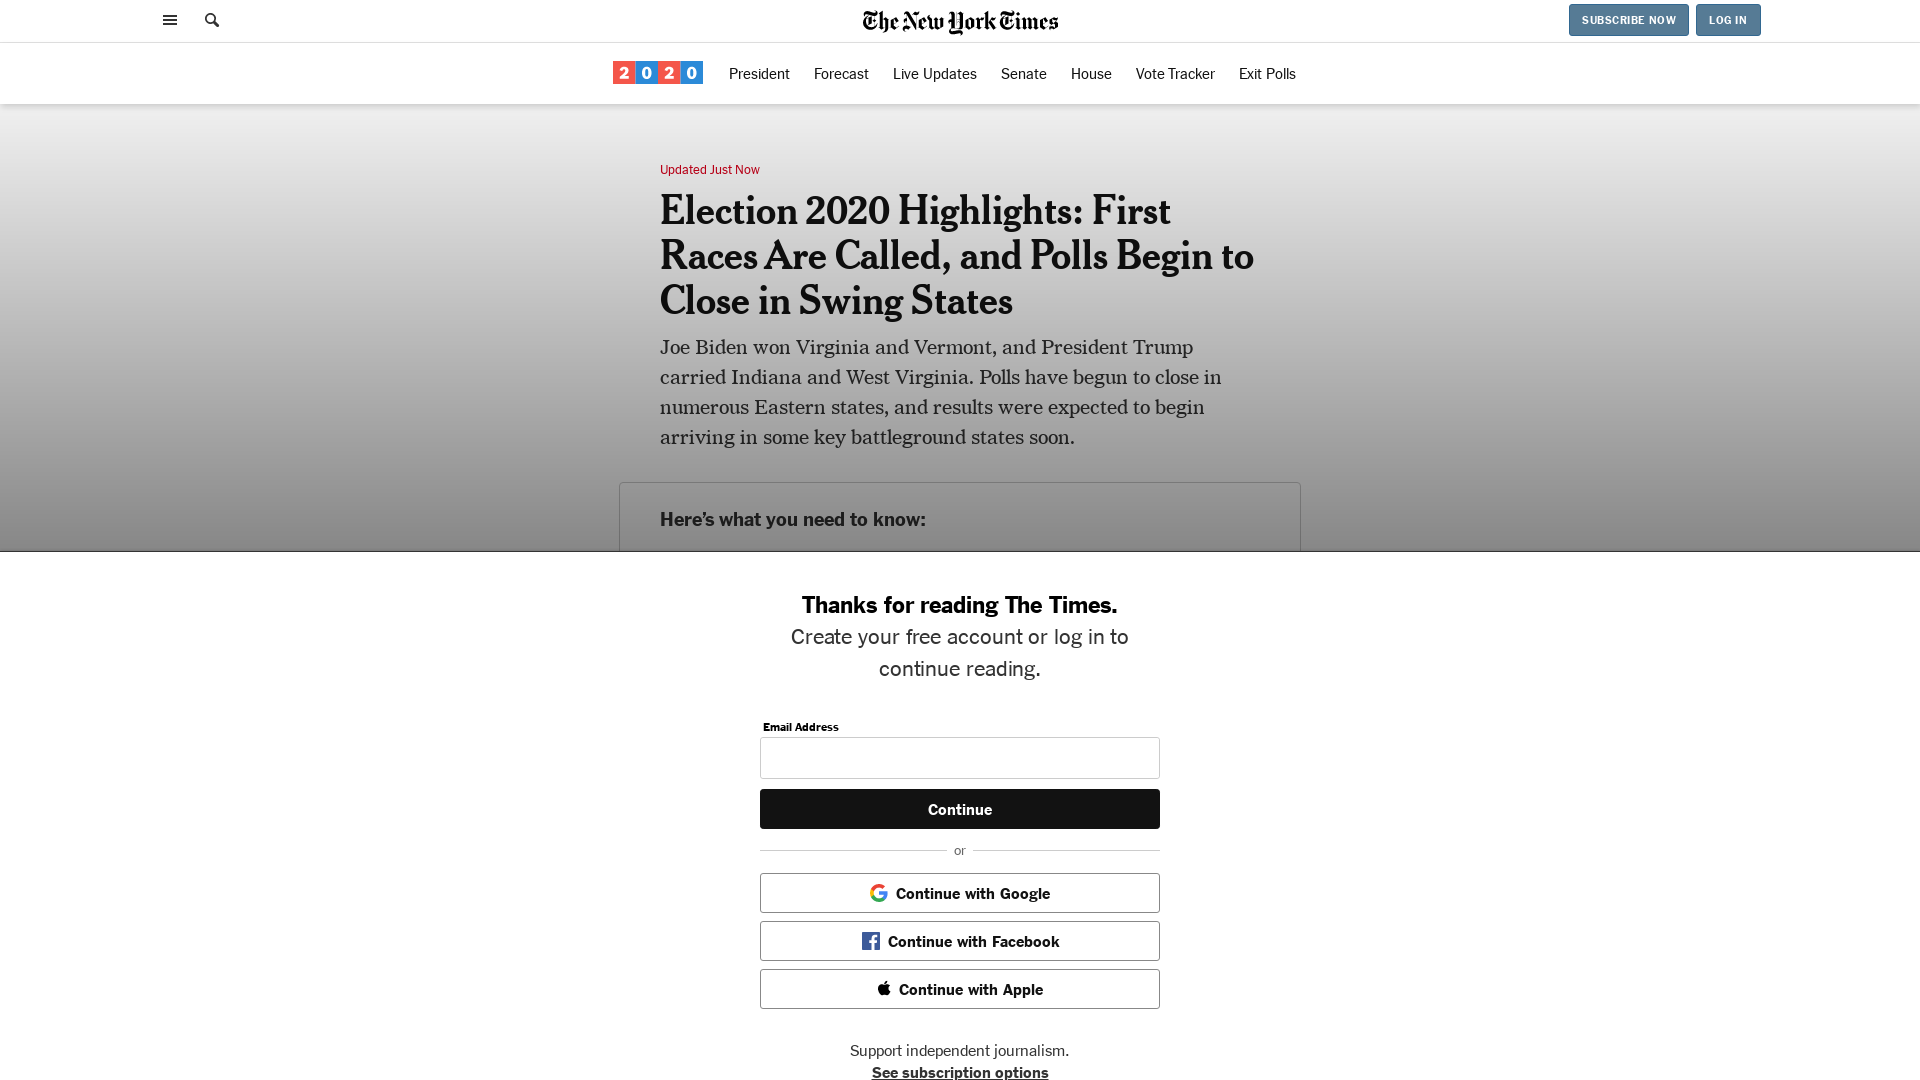 The New York Times
SUBSCRIBE NOW
LOG IN
2020
President
Forecast
Live Updates
Senate
House
Vote Tracker
Exit Polls
Updated Just Now
Election 2020 Highlights: First
Races Are Called, and Polls Begin to
Close in Swing States
Joe Biden won Virginia and Vermont, and President Trump
carried Indiana and West Virginia. Polls have begun to close in
numerous Eastern states, and results were expected to begin
arriving in some key battleground states soon.
Here’s what you need to know:
Thanks for reading The Times.
Create your free account or log in to
continue reading.
Email Address
Continue
or
Continue with Google
Continue with Facebook
Continue with Apple
Support independent journalism.
See subscription options